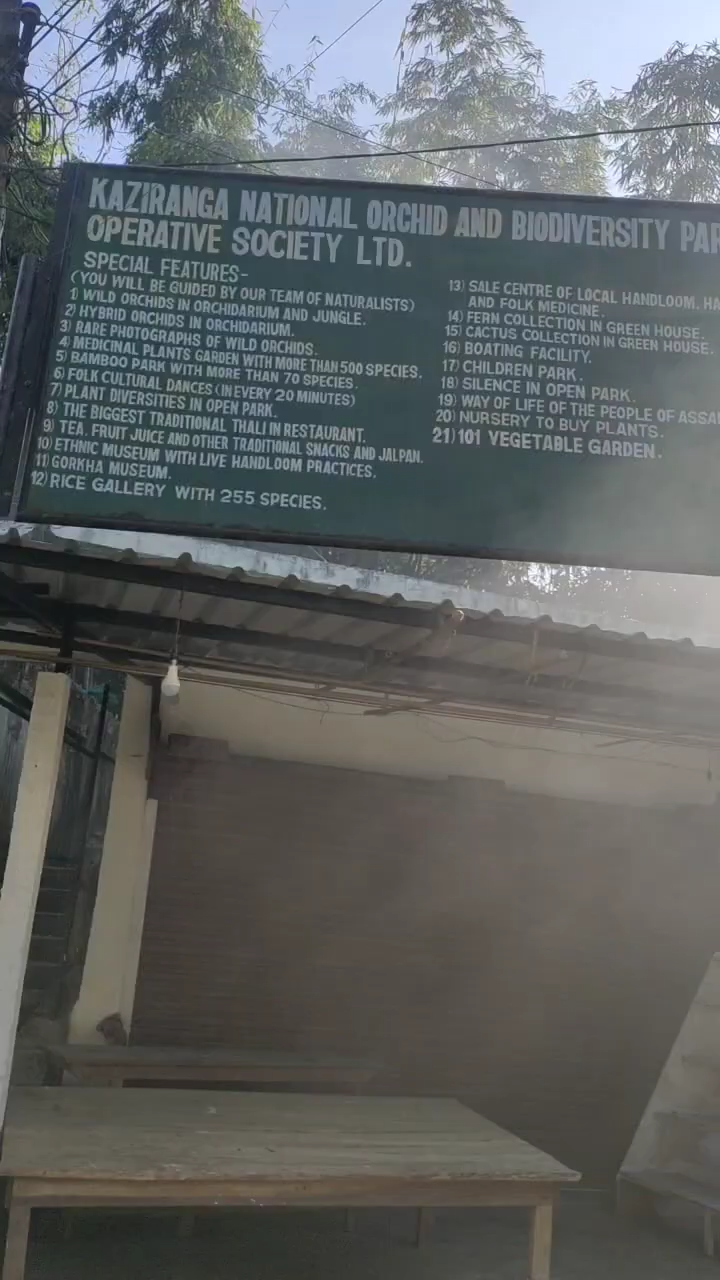 KAZIRANGA NATIONAL ORCHID AND BIODIVERSITY
OPERATIVE SOCIETY LTD.
SPECIAL FEATURES-
(YOU WILL BE GUIDED BY OUR TEAM OF NATURALISTS)
1) WILD ORCHIDS IN ORCHIDARIUM AND JUNGLE.
2) HYBRID ORCHIDS IN ORCHIDARIUM.
3) RARE PHOTOGRAPHS OF WILD ORCHIDS.
4) MEDICINAL PLANTS GARDEN WITH MORE THAN 500 SPECIES.
5) BAMBOO PARK WITH MORE THAN 70 SPECIES.
6) FOLK CULTURAL DANCES (IN EVERY 20 MINUTES)
7) PLANT DIVERSITIES IN OPEN PARK.
8) THE BIGGEST TRADITIONAL THALI IN RESTAURANT.
9) TEA, FRUIT JUICE AND OTHER TRADITIONAL SNACKS AND JALPAN.
10) ETHNIC MUSEUM WITH LIVE HANDLOOM PRACTICES.
11) GORKHA MUSEUM.
12) RICE GALLERY WITH 255 SPECIES.
13) SALE CENTRE OF LOCAL HANDLOOM,
AND FOLK MEDICINE.
14) FERN COLLECTION IN GREEN HOUSE.
15) CACTUS COLLECTION IN GREEN HOUSE.
16) BOATING FACILITY.
17) CHILDREN PARK.
18) SILENCE IN OPEN PARK.
19) WAY OF LIFE OF THE PEOPLE OF
20) NURSERY TO BUY PLANTS.
21) 101 VEGETABLE GARDEN.